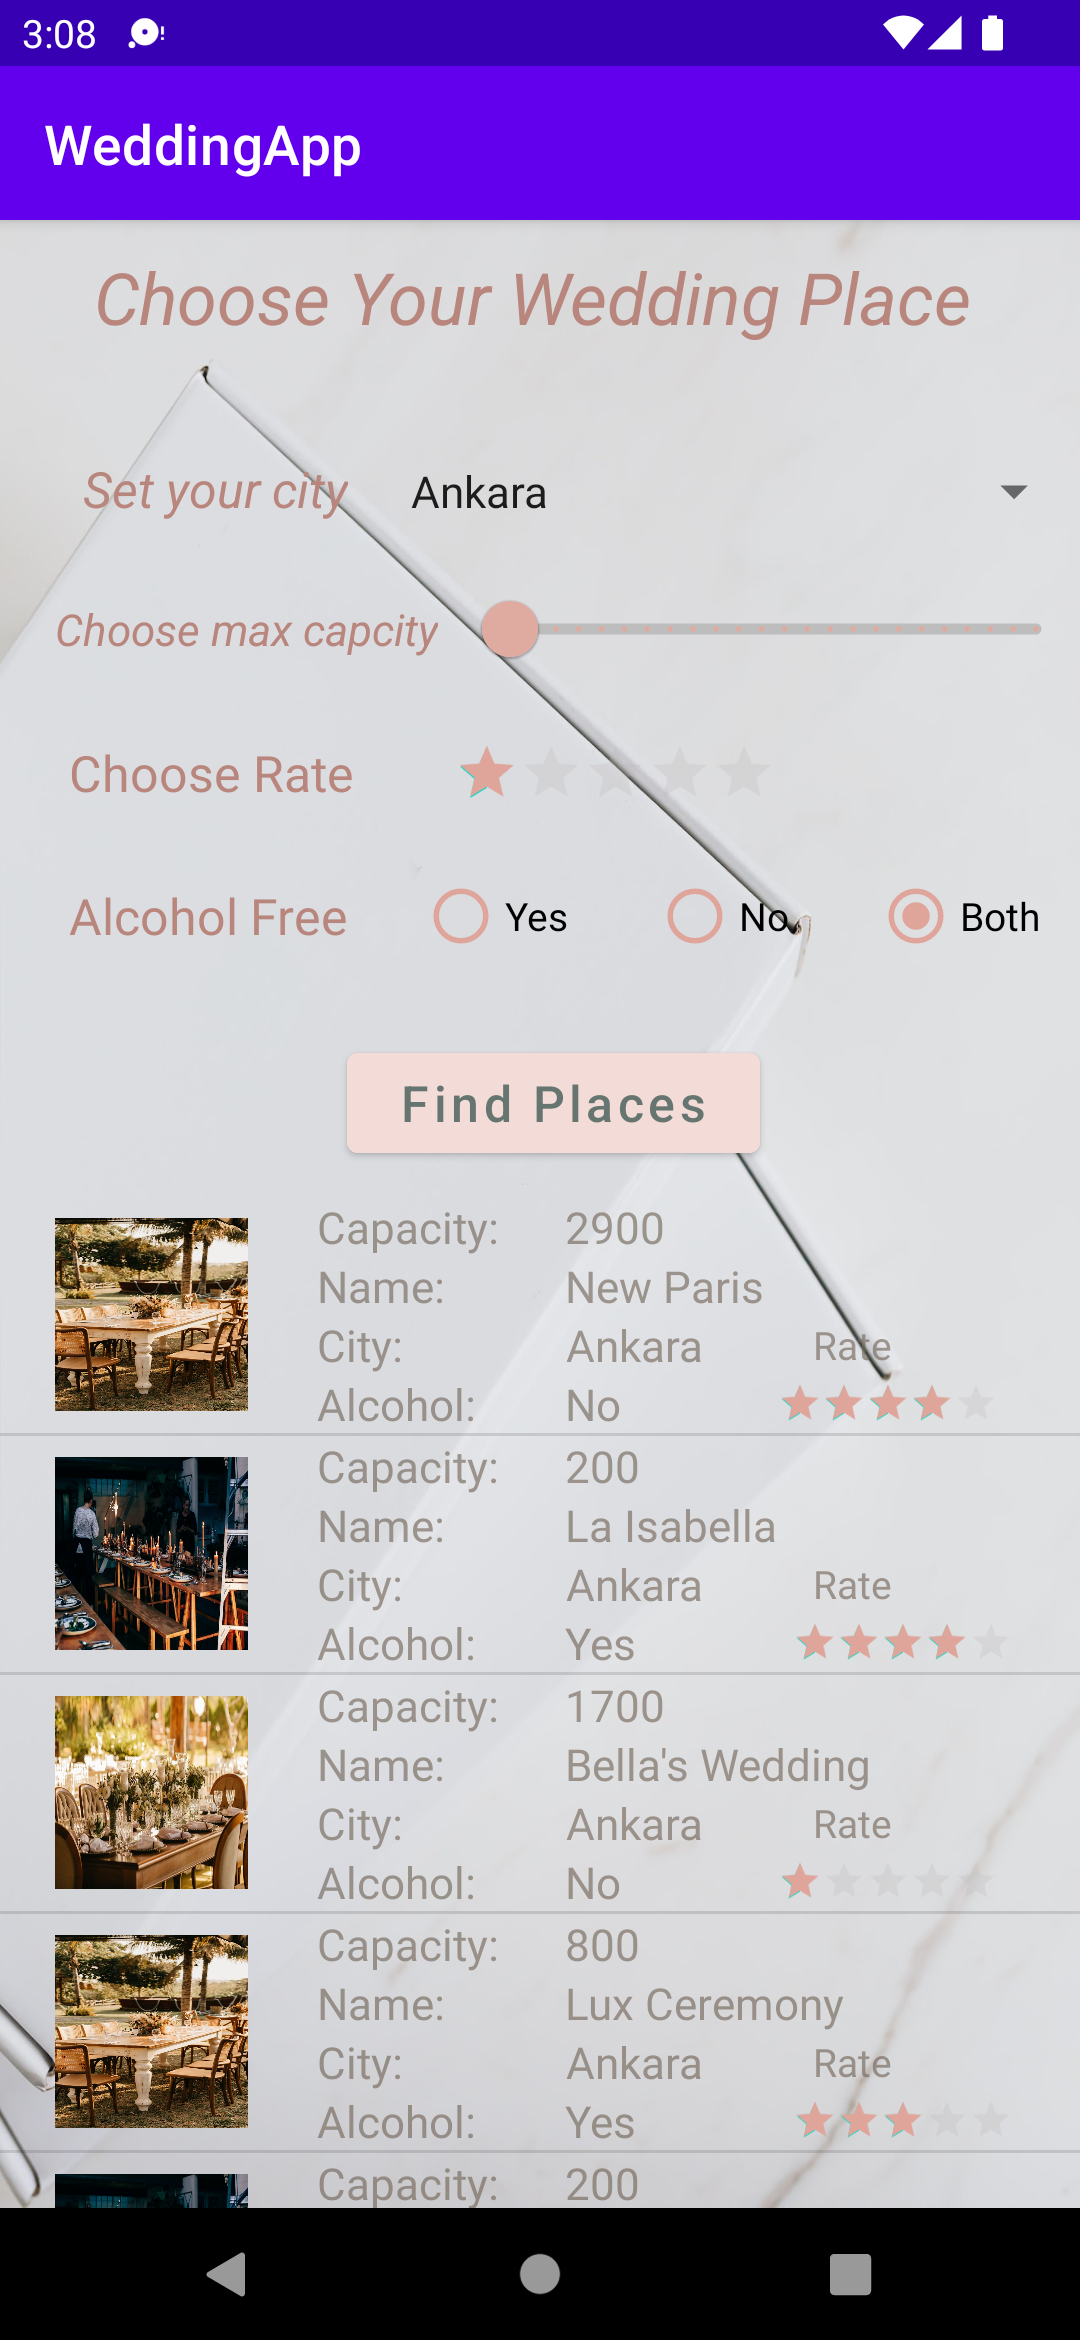 3:08
WeddingApp
Choose Your Wedding Place
Set your city Ankara
Choose max capcity
Choose Rate
Alcohol Free Yes No Both
Find Places
Capacity: 2900
Name: New Paris
City: Ankara Rate
Alcohol: No
Capacity: 200
Name: La Isabella
City: Ankara Rate
Alcohol: Yes
Capacity: 1700
Name: Bella's Wedding
City: Ankara Rate
Alcohol: No
Capacity: 800
Name: Lux Ceremony
City: Ankara Rate
Alcohol: Yes
Capacity: 200